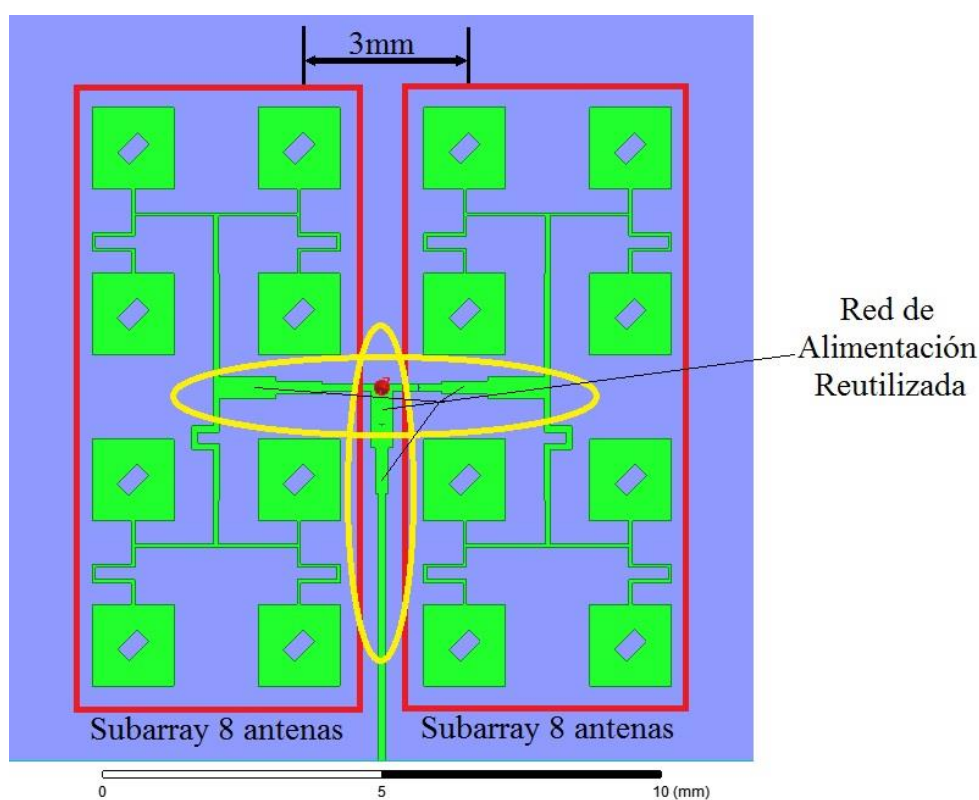 3mm
Red de
Alimentación
Reutilizada
Subarray 8 antenas
Subarray 8 antenas
0
5
10 (mm)